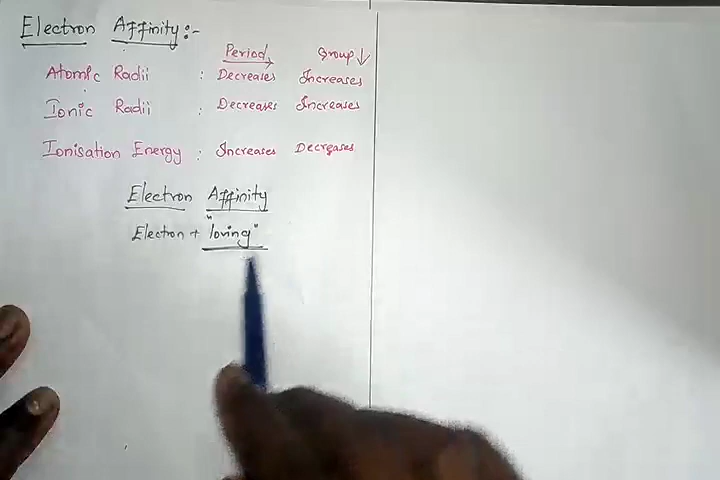 Electron Affinity:-
Period Group ↓
Atomic Radii : Decreases Increases
Ionic Radii : Decreases Increases
Ionisation Energy : Increases Decreases
Electron Affinity
Electron + "loving"